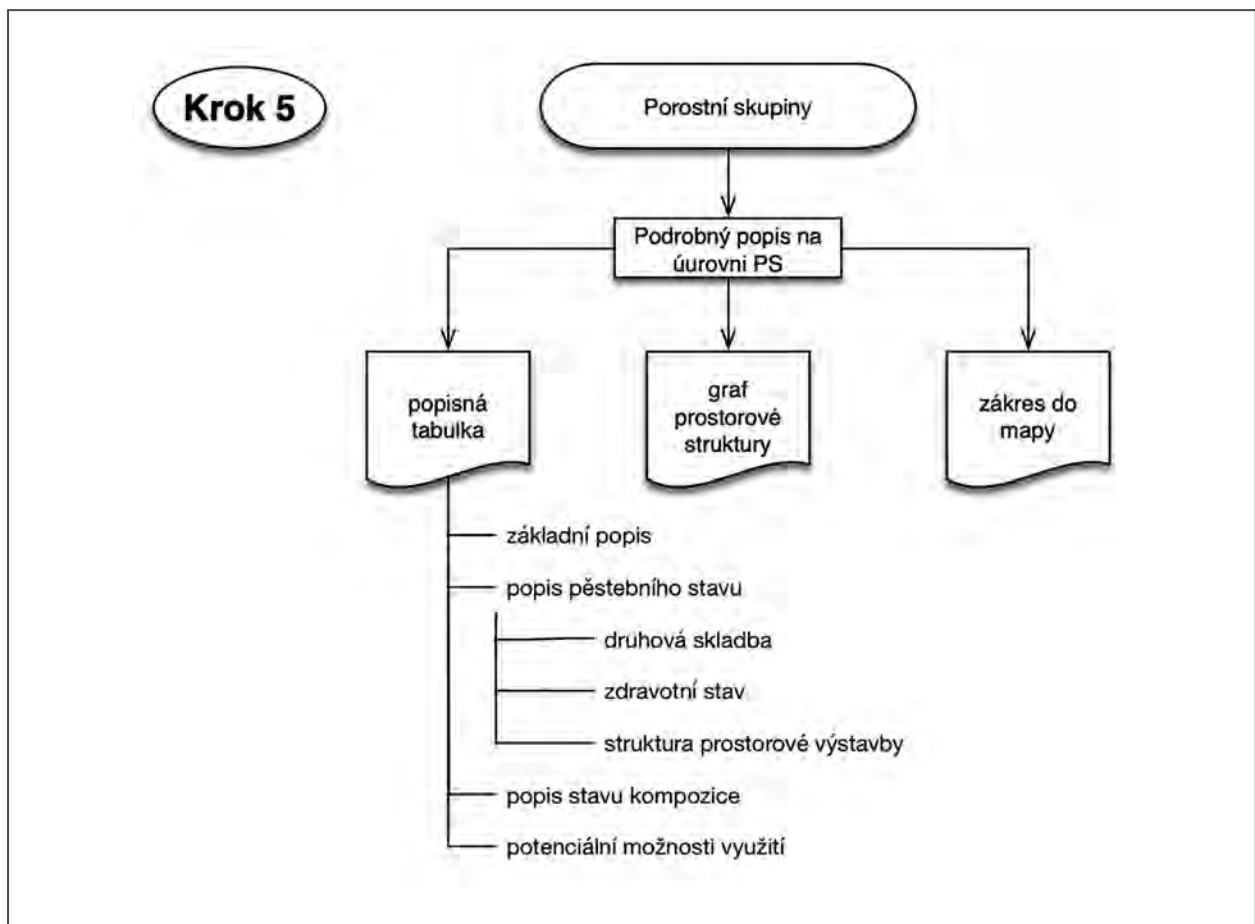 Krok 5
Porostní skupiny
Podrobný popis na
úurovni PS
popisná
tabulka
graf
prostorové
struktury
zákres do
mapy
základní popis
popis pěstebního stavu
druhová skladba
zdravotní stav
struktura prostorové výstavby
popis stavu kompozice
potenciální možnosti využití